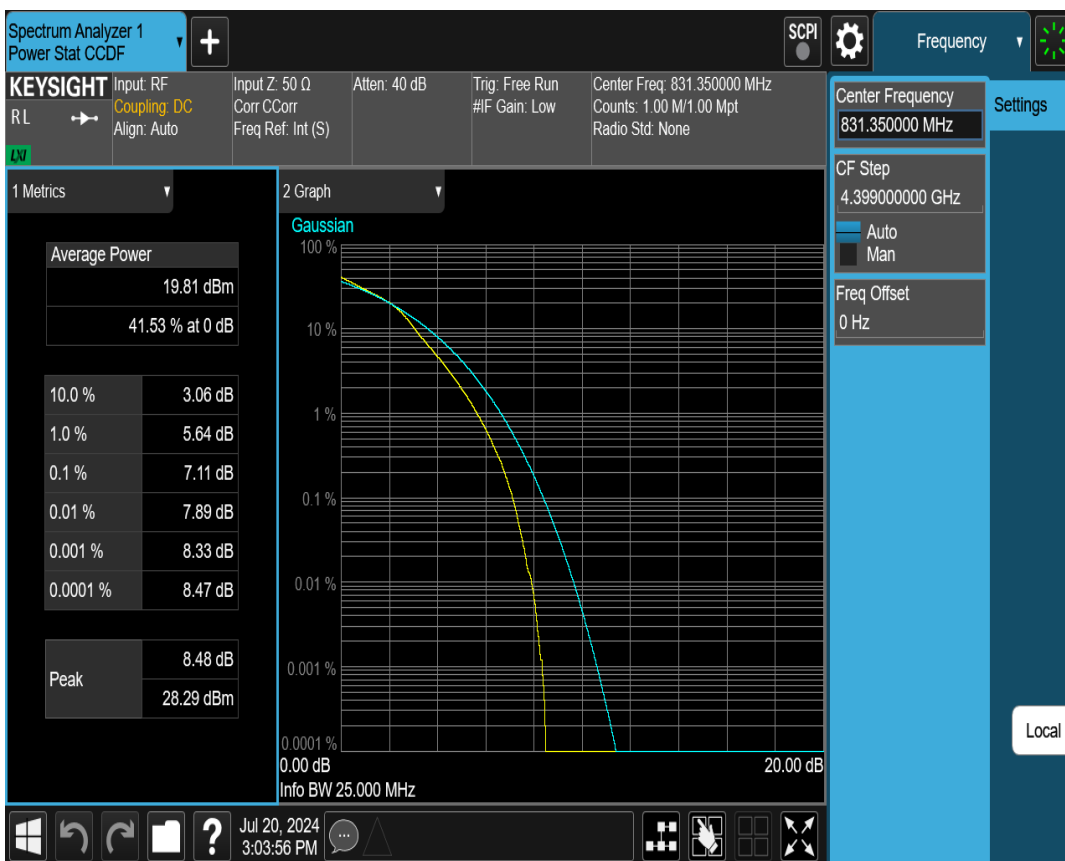 Spectrum Analyzer 1
Power Stat CCDF
SCPI
Frequency
KEYSIGHT
RL
LXI
Input: RF
Coupling: DC
Align: Auto
Input Z: 50 Ω
Corr CCorr
Freq Ref: Int (S)
Atten: 40 dB
Trig: Free Run
#IF Gain: Low
Center Freq: 831.350000 MHz
Counts: 1.00 M/1.00 Mpt
Radio Std: None
Center Frequency
831.350000 MHz
Settings
CF Step
4.399000000 GHz
Auto
Man
Freq Offset
0 Hz
Local
1 Metrics
Average Power
19.81 dBm
41.53 % at 0 dB
10.0 % 3.06 dB
1.0 % 5.64 dB
0.1 % 7.11 dB
0.01 % 7.89 dB
0.001 % 8.33 dB
0.0001 % 8.47 dB
Peak
8.48 dB
28.29 dBm
2 Graph
Gaussian
100 %
10 %
1 %
0.1 %
0.01 %
0.001 %
0.0001 %
0.00 dB 20.00 dB
Info BW 25.000 MHz
?
Jul 20, 2024
3:03:56 PM